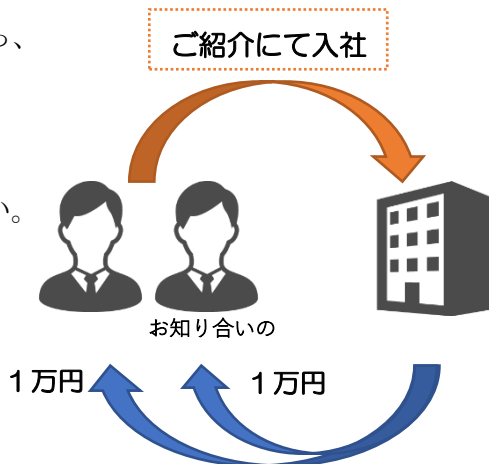 、
ご紹介にて入社
い。
お知り合いの
１万円
１万円